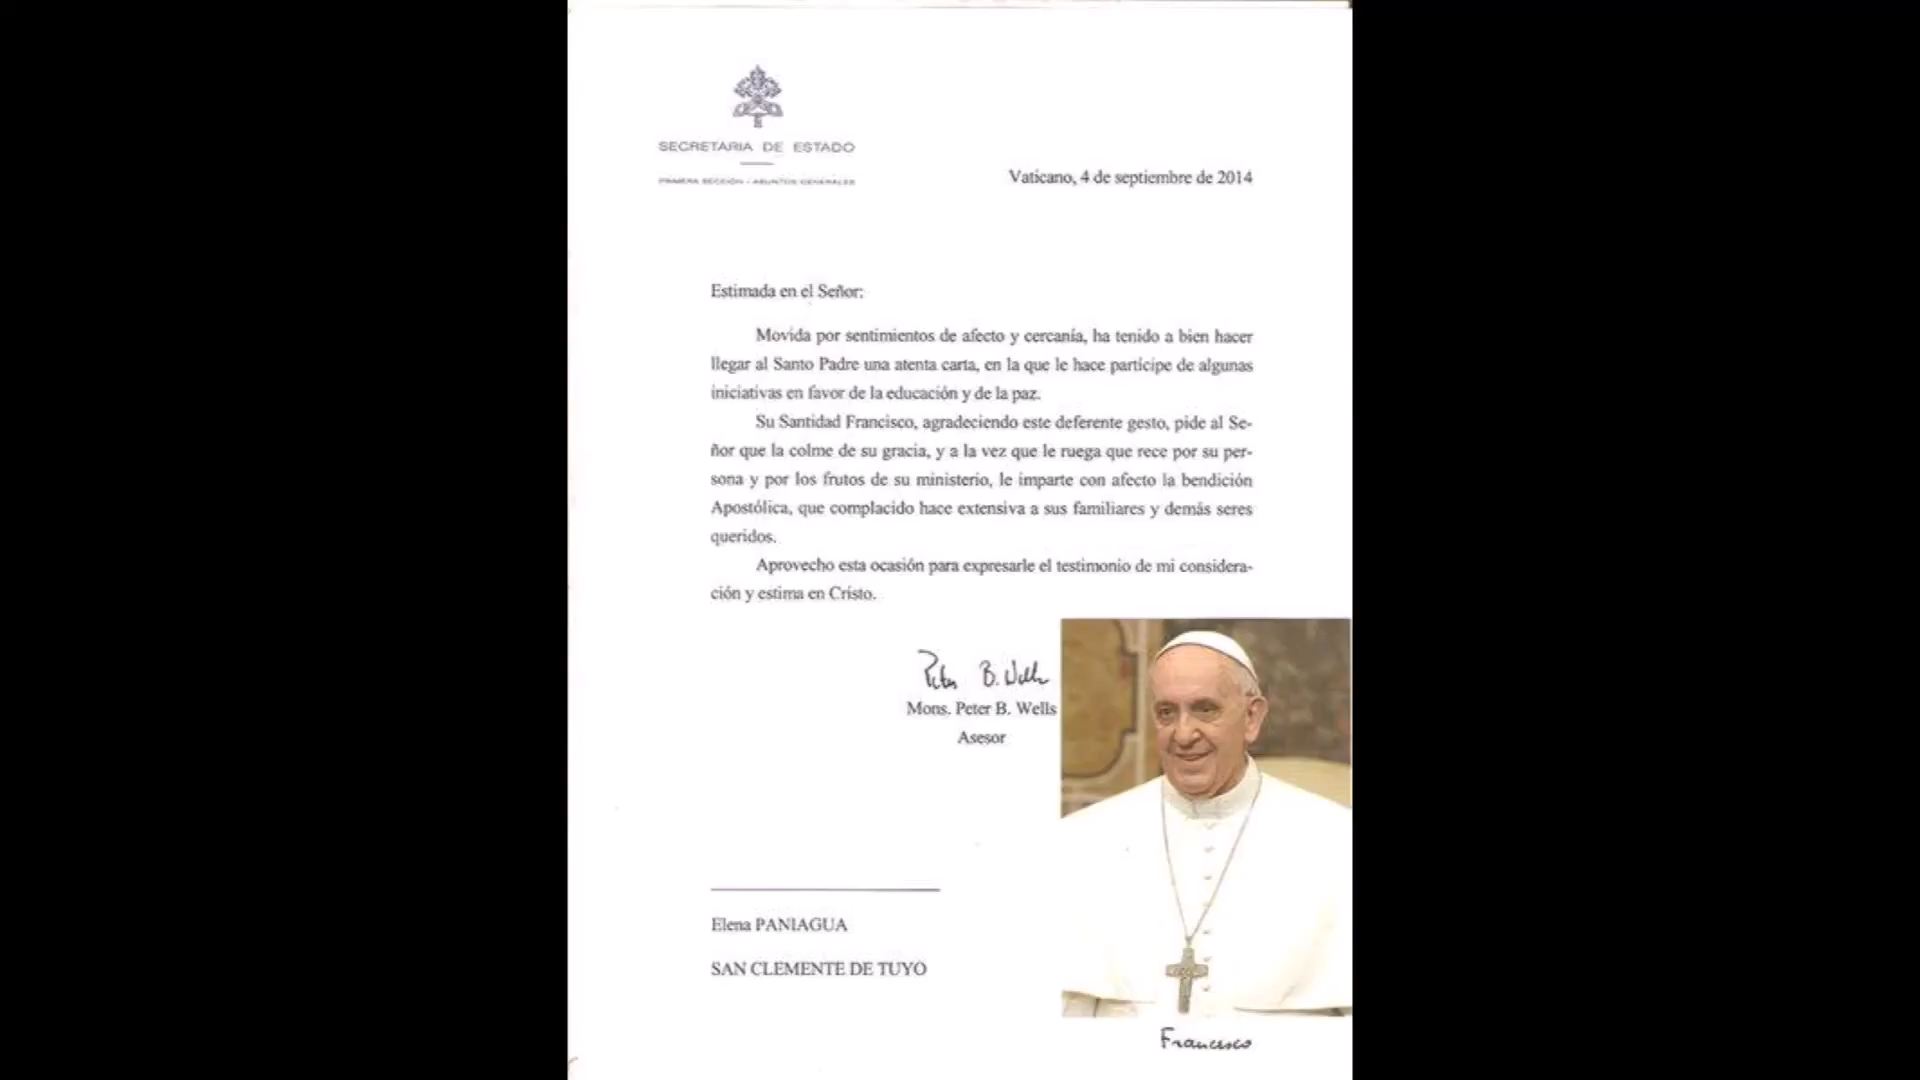 SECRETARIA DE ESTADO
PRIMERA SECCIÓN - ASUNTOS GENERALES
Vaticano, 4 de septiembre de 2014
Estimada en el Señor:
Movida por sentimientos de afecto y cercanía, ha tenido a bien hacer
llegar al Santo Padre una atenta carta, en la que le hace partícipe de algunas
iniciativas en favor de la educación y de la paz.
Su Santidad Francisco, agradeciendo este deferente gesto, pide al Se-
ñor que la colme de su gracia, y a la vez que le ruega que rece por su per-
sona y por los frutos de su ministerio, le imparte con afecto la bendición
Apostólica, que complacido hace extensiva a sus familiares y demás seres
queridos.
Aprovecho esta ocasión para expresarle el testimonio de mi considera-
ción y estima en Cristo.
Peter B. Wells
Mons. Peter B. Wells
Asesor
Elena PANIAGUA
SAN CLEMENTE DE TUYO
Francesco